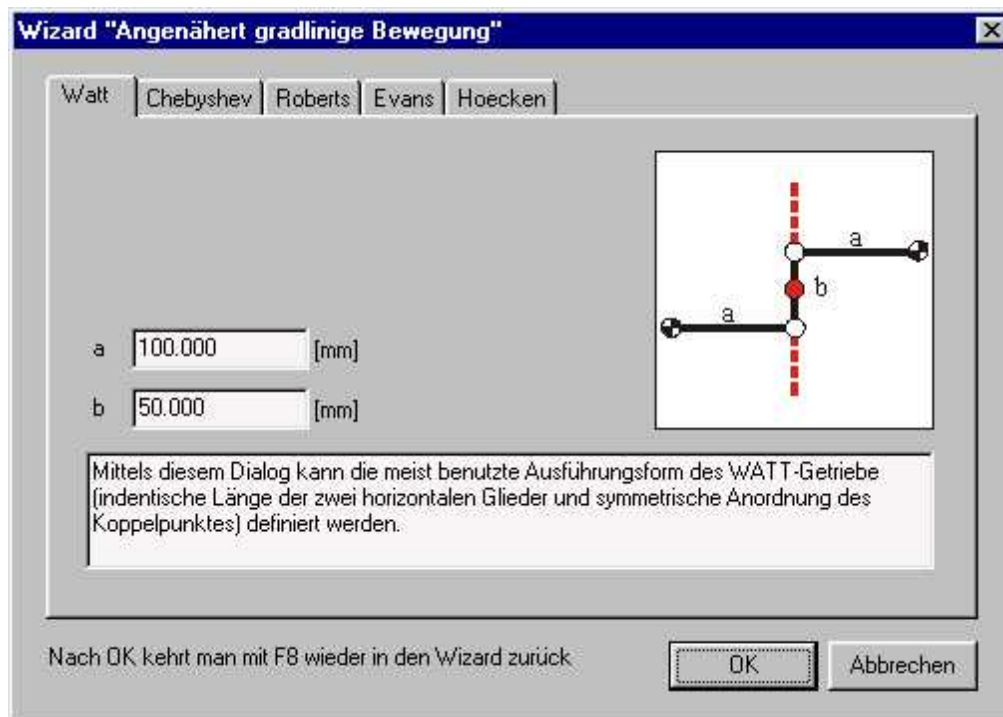 Wizard "Angenähert gradlinige Bewegung"
Watt Chebyshev Roberts Evans Hoecken
a
b
a
a 100.000 [mm]
b 50.000 [mm]
Mittels diesem Dialog kann die meist benutzte Ausführungsform des WATT-Getriebe
(indentische Länge der zwei horizontalen Glieder und symmetrische Anordnung des
Koppelpunktes) definiert werden.
Nach OK kehrt man mit F8 wieder in den Wizard zurück
OK Abbrechen